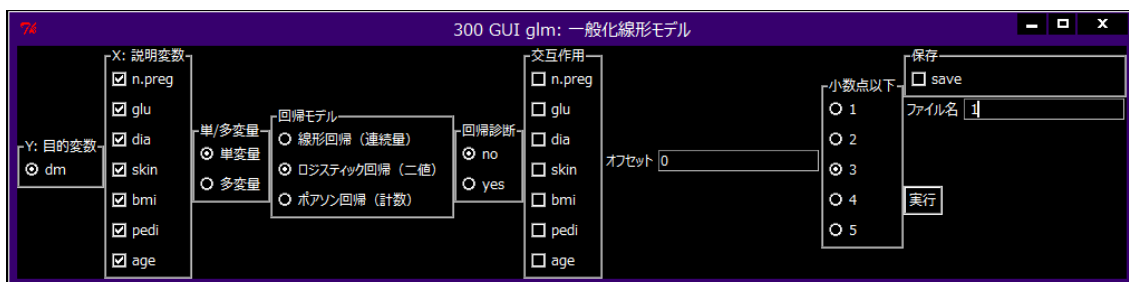 300 GUI glm: 一般化線形モデル
Y: 目的変数
dm
X: 説明変数
n.preg
glu
dia
skin
bmi
pedi
age
単/多変量
単変量
多変量
回帰モデル
線形回帰（連続量）
ロジスティック回帰（二値）
ポアソン回帰（計数）
回帰診断
no
yes
交互作用
n.preg
glu
dia
skin
bmi
pedi
age
オフセット 0
小数点以下
1
2
3
4
5
保存
save
ファイル名 1
実行